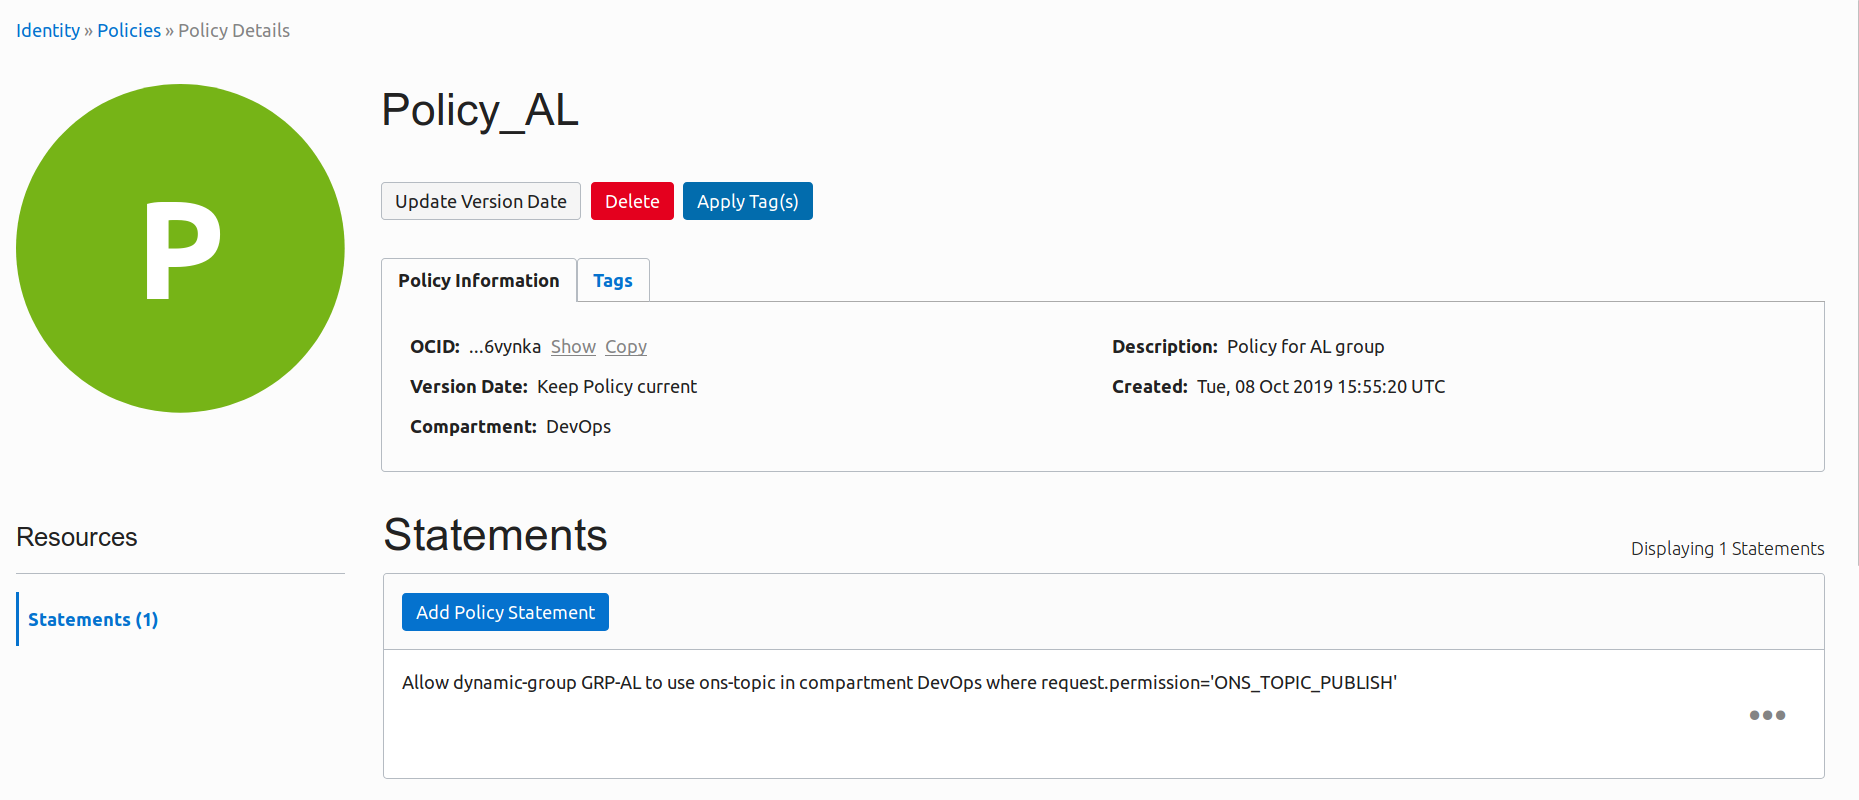 Identity » Policies » Policy Details
P
Policy_AL
Update Version Date Delete Apply Tag(s)
Policy Information Tags
OCID: ...6vynka Show Copy
Description: Policy for AL group
Version Date: Keep Policy current
Created: Tue, 08 Oct 2019 15:55:20 UTC
Compartment: DevOps
Resources
Statements (1)
Statements
Displaying 1 Statements
Add Policy Statement
Allow dynamic-group GRP-AL to use ons-topic in compartment DevOps where request.permission='ONS_TOPIC_PUBLISH'